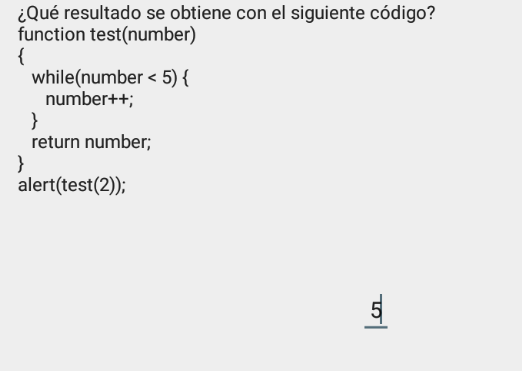 ¿Qué resultado se obtiene con el siguiente código?
function test(number)
{
while(number < 5) {
number++;
}
return number;
}
alert(test(2));
5